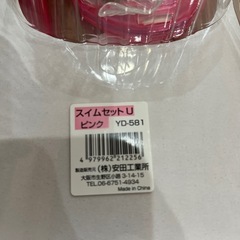 スイムセットU
ピンク YD-581
4 979962 212256
製造販売元 (株)安田工業所
大阪市生野区小路3-14-15
TEL 06-6751-4934
Made in China